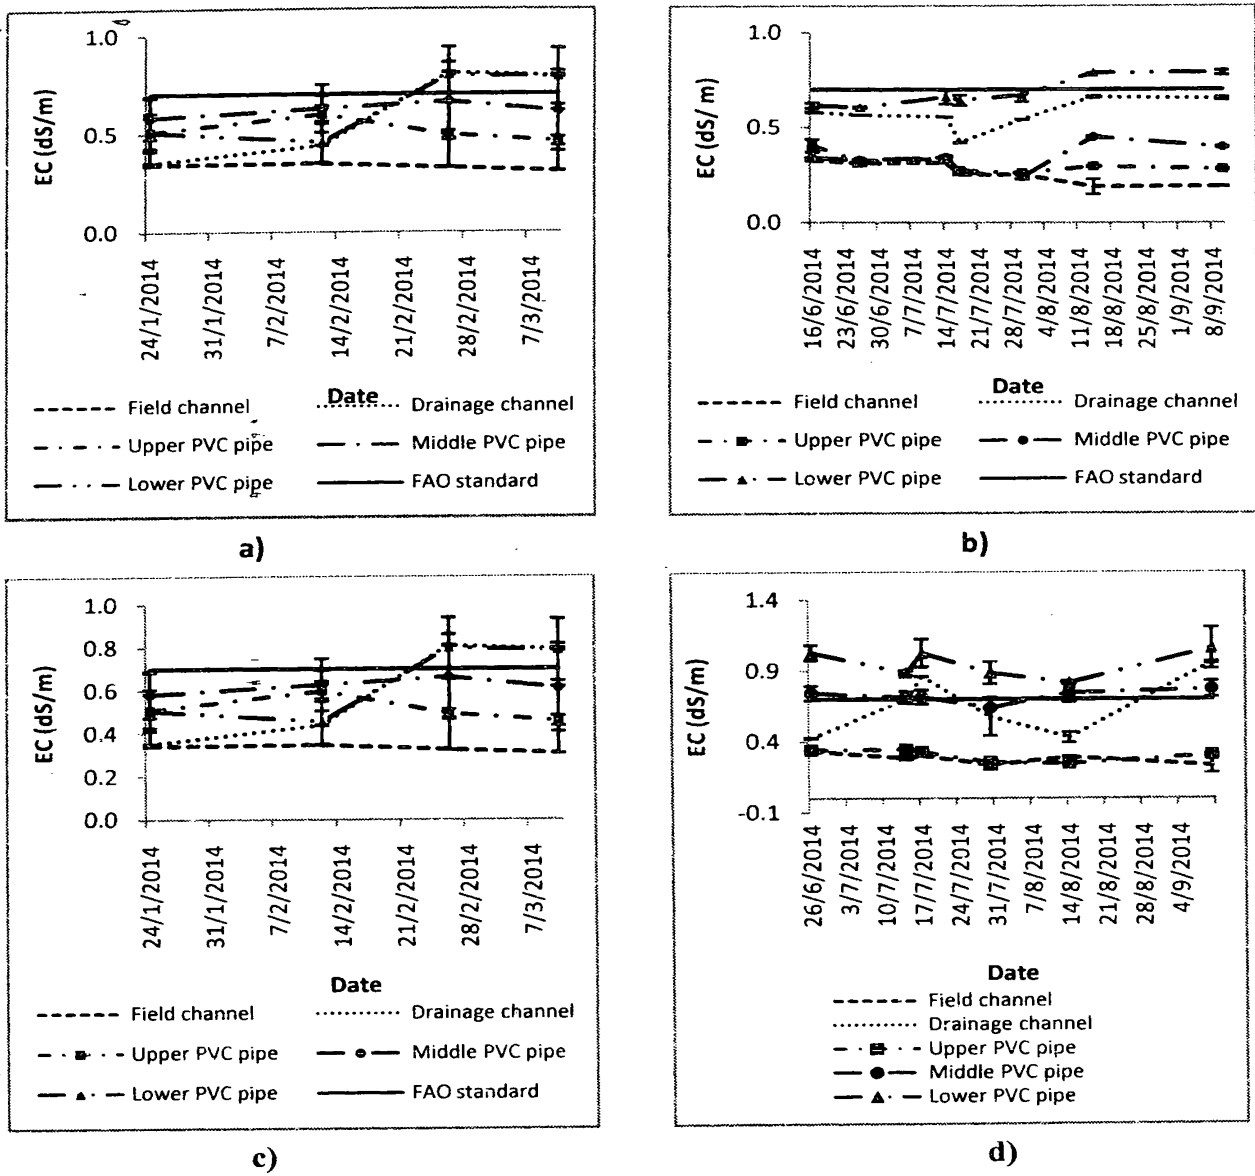 1.0
0.5
0.0
EC (dS/m)
24/1/2014
31/1/2014
7/2/2014
14/2/2014
21/2/2014
28/2/2014
7/3/2014
Date
Field channel
Drainage channel
Upper PVC pipe
Middle PVC pipe
Lower PVC pipe
FAO standard
a)
1.0
0.5
0.0
EC (dS/ m)
16/6/2014
23/6/2014
30/6/2014
7/7/2014
14/7/2014
21/7/2014
28/7/2014
4/8/2014
11/8/2014
18/8/2014
25/8/2014
1/9/2014
8/9/2014
Date
Field channel
Drainage channel
Upper PVC pipe
Middle PVC pipe
Lower PVC pipe
FAO standard
b)
1.0
0.8
0.6
0.4
0.2
0.0
EC (dS/m)
24/1/2014
31/1/2014
7/2/2014
14/2/2014
21/2/2014
28/2/2014
7/3/2014
Date
Field channel
Drainage channel
Upper PVC pipe
Middle PVC pipe
Lower PVC pipe
FAO standard
c)
1.4
0.9
0.4
-0.1
EC (dS/m)
26/6/2014
3/7/2014
10/7/2014
17/7/2014
24/7/2014
31/7/2014
7/8/2014
14/8/2014
21/8/2014
28/8/2014
4/9/2014
Date
Field channel
Drainage channel
Upper PVC pipe
Middle PVC pipe
Lower PVC pipe
d)